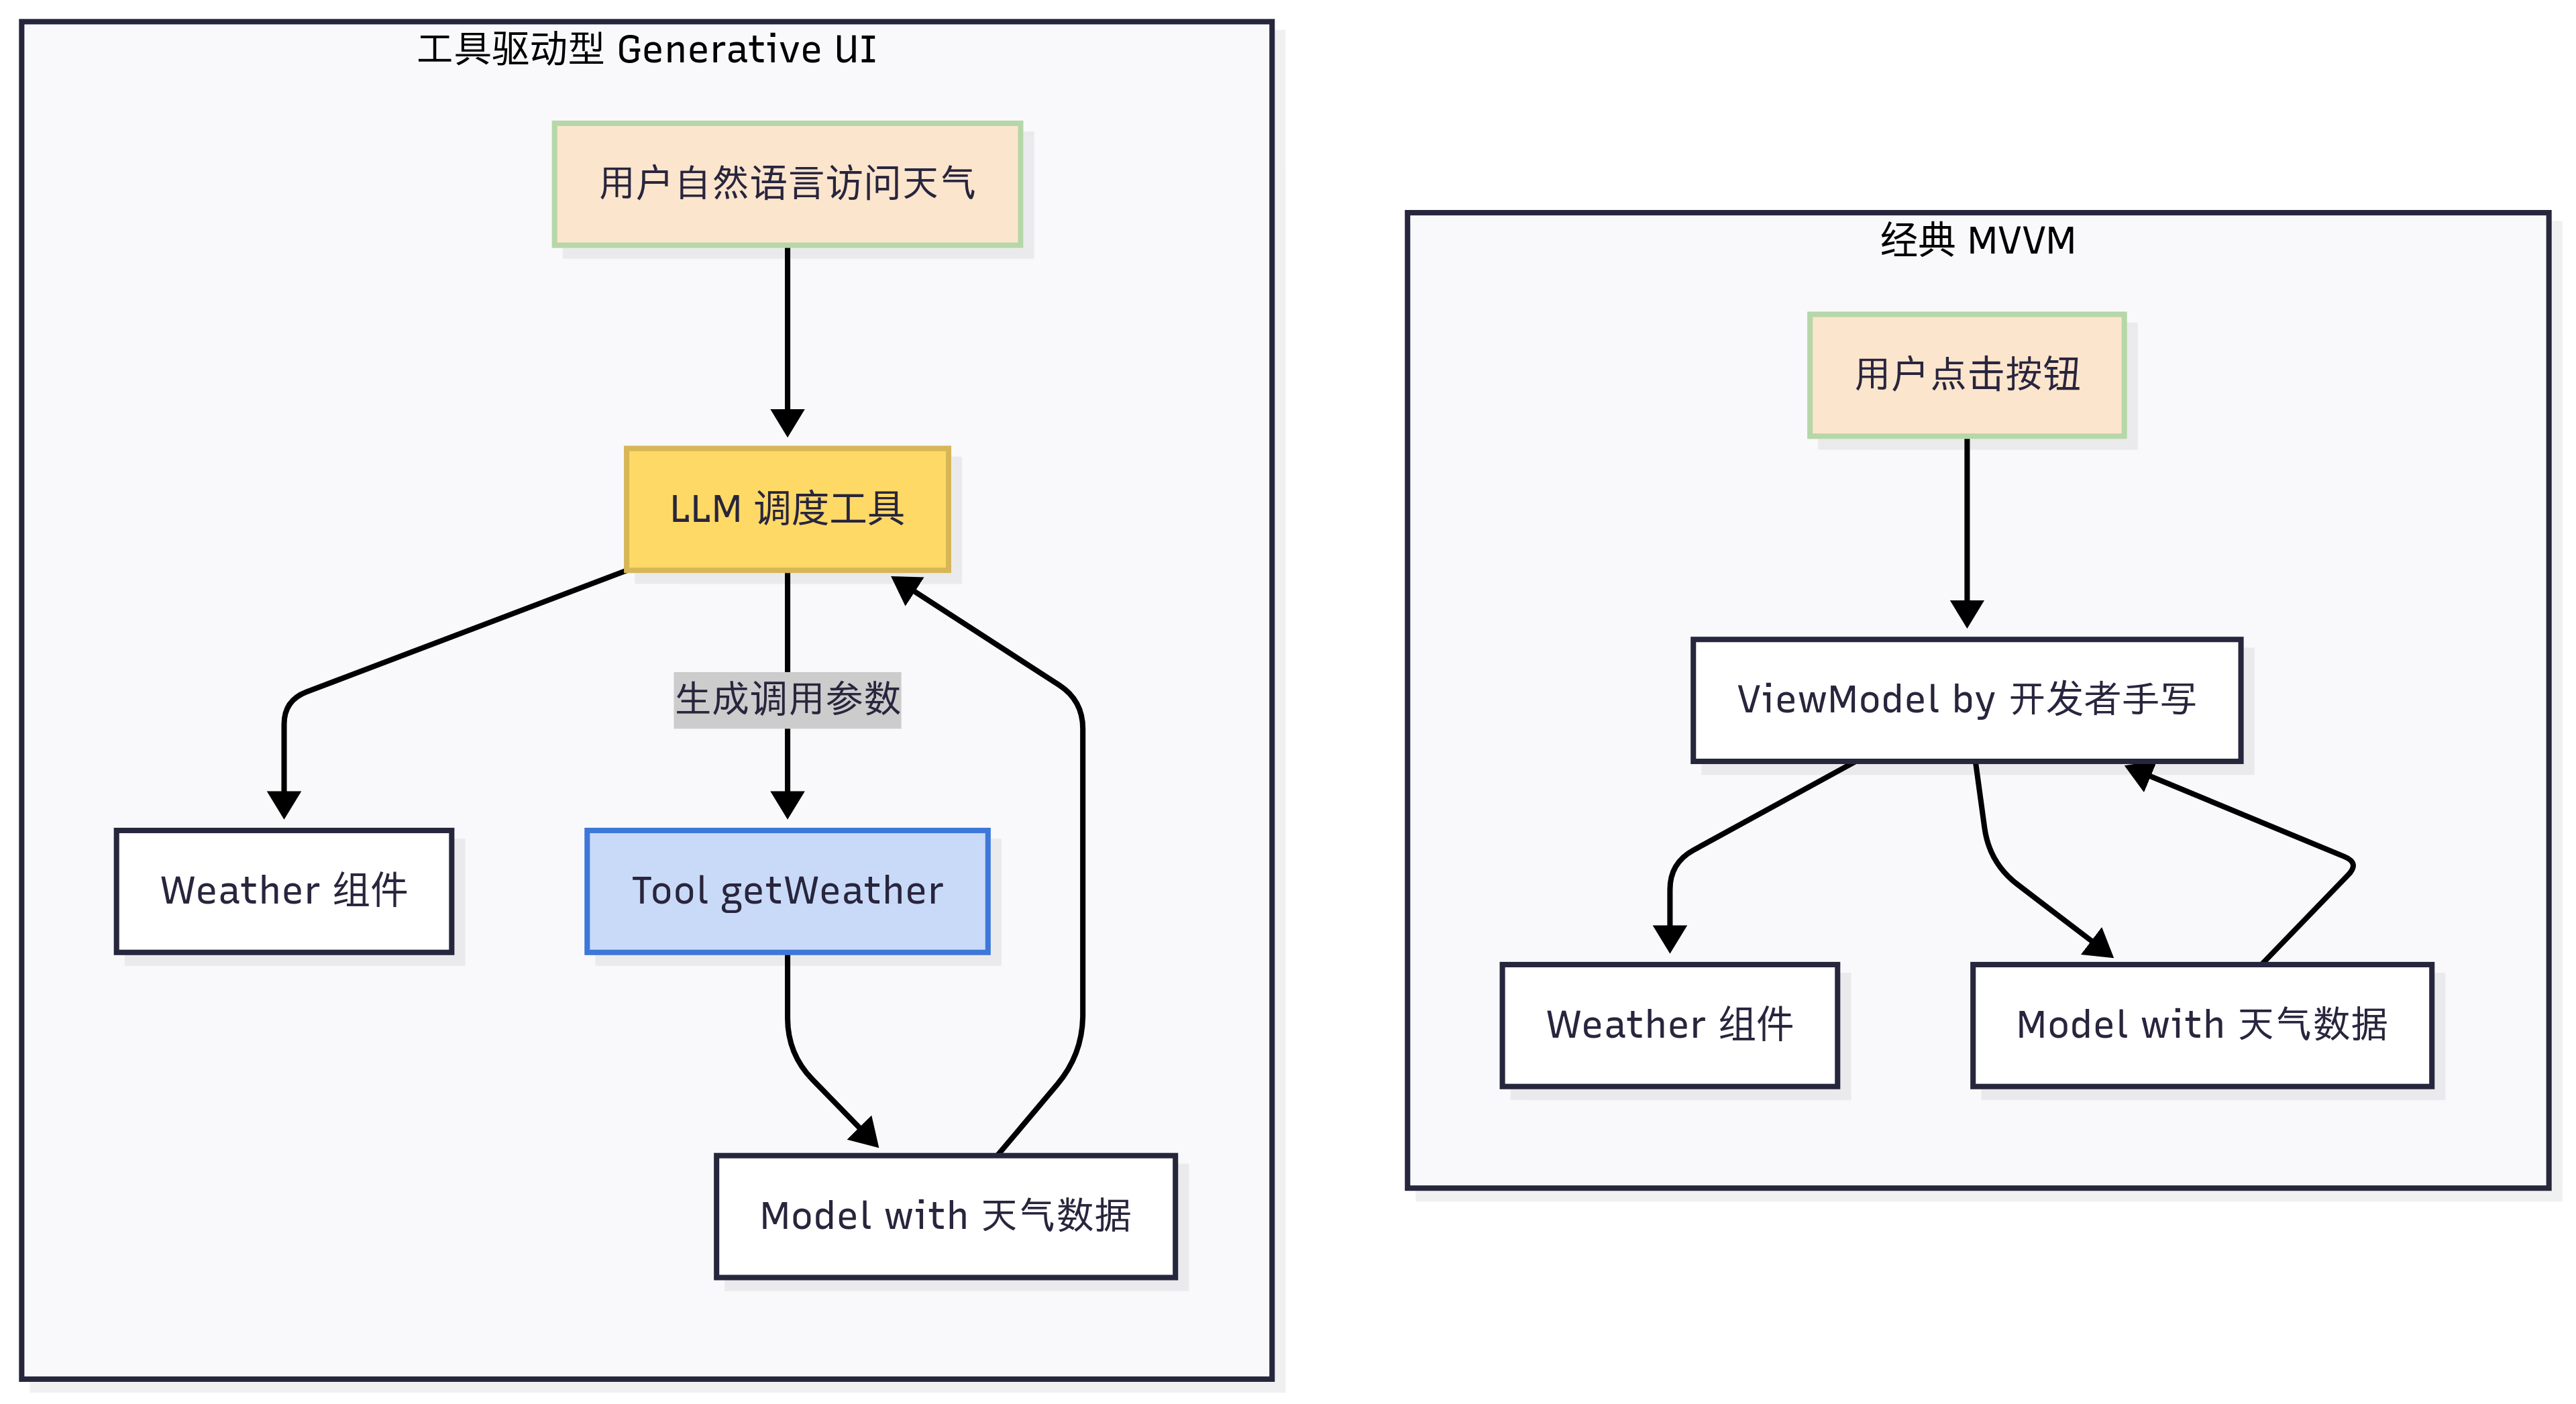 工具驱动型 Generative UI
用户自然语言访问天气
LLM 调度工具
生成调用参数
Weather 组件
Tool getWeather
Model with 天气数据
经典 MVVM
用户点击按钮
ViewModel by 开发者手写
Weather 组件
Model with 天气数据